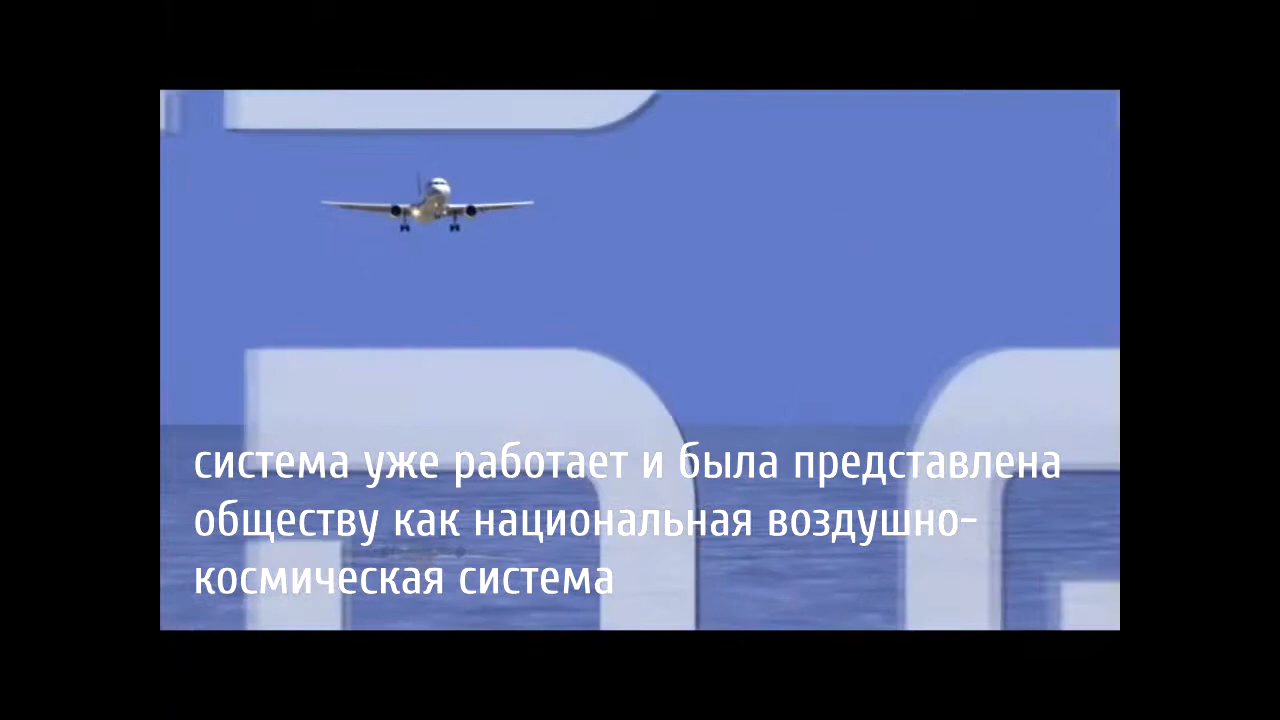 система уже работает и была представлена
обществу как национальная воздушно-
космическая система